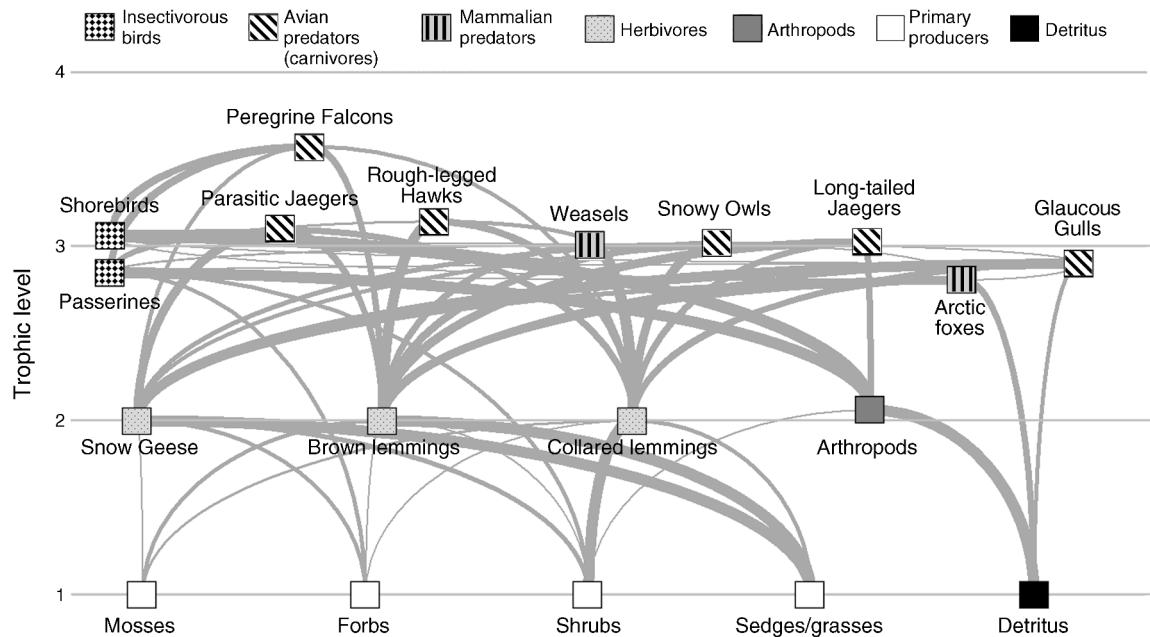 Insectivorous
birds
Avian
predators
(carnivores)
Mammalian
predators
Herbivores
Arthropods
Primary
producers
Detritus
4
Peregrine Falcons
Rough-legged
Hawks
Shorebirds
Parasitic Jaegers
Weasels
Snowy Owls
Long-tailed
Jaegers
Glaucous
Gulls
3
Passerines
Arctic
foxes
Trophic level
2
Snow Geese
Brown lemmings
Collared lemmings
Arthropods
1
Mosses
Forbs
Shrubs
Sedges/grasses
Detritus